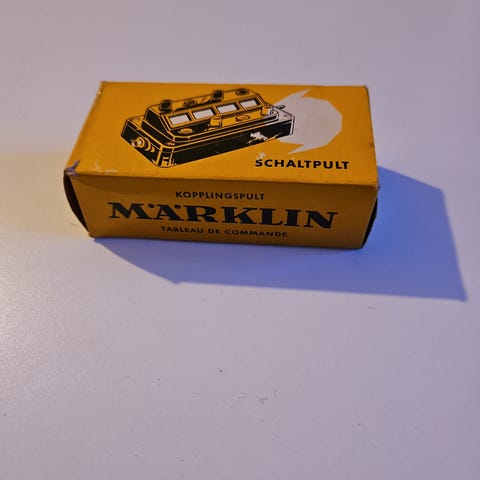 SCHALTPULT
KOPPLINGSPULT
MÄRKLIN
TABLEAU DE COMMANDE